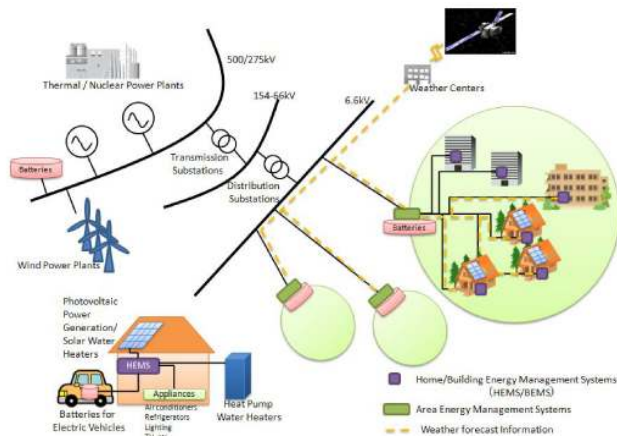 500/275kV
Thermal / Nuclear Power Plants
Weather Centers
154-66kV
6.6kV
Batteries
Transmission
Substations
Distribution
Substations
Batteries
Wind Power Plants
Photovoltaic
Power
Generation/
Solar Water
Heaters
HEMS
Appliances
Air conditioners
Refrigerators
Lighting
Batteries for
Electric Vehicles
Heat Pump
Water Heaters
Home/Building Energy Management Systems
(HEMS/BEMS)
Area Energy Management Systems
Weather forecast Information